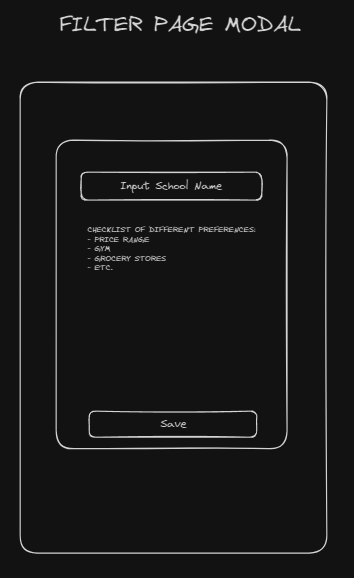 FILTER PAGE MODAL
Input School Name
CHECKLIST OF DIFFERENT PREFERENCES:
- PRICE RANGE
- GYM
- GROCERY STORES
- ETC.
Save